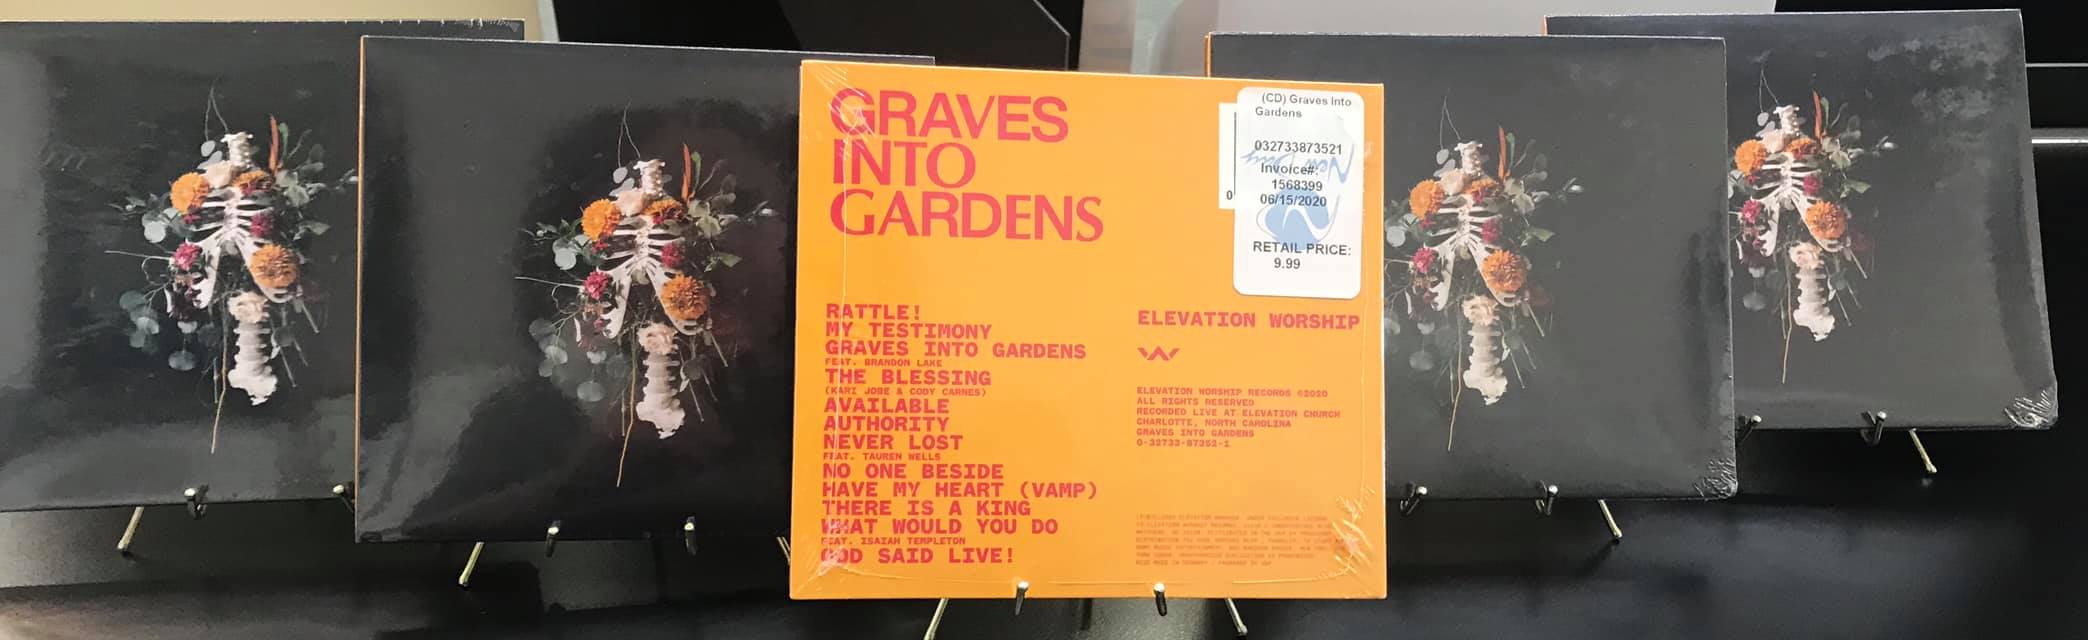 GRAVES
INTO
GARDENS
(CD) Graves Into
Gardens
032733873521
Invoice#:
1568399
06/15/2020
RETAIL PRICE:
9.99
0
RATTLE!
MY TESTIMONY
GRAVES INTO GARDENS
FEAT. BRANDON LAKE
THE BLESSING
(KARI JOBE & CODY CARNES)
AVAILABLE
AUTHORITY
NEVER LOST
FEAT. TAUREN WELLS
NO ONE BESIDE
HAVE MY HEART (VAMP)
THERE IS A KING
WHAT WOULD YOU DO
FEAT. ISAIAH TEMPLETON
GOD SAID LIVE!
ELEVATION WORSHIP
ELEVATION WORSHIP RECORDS ©2020
ALL RIGHTS RESERVED
RECORDED LIVE AT ELEVATION CHURCH
CHARLOTTE, NORTH CAROLINA
GRAVES INTO GARDENS
0-32733-87352-1